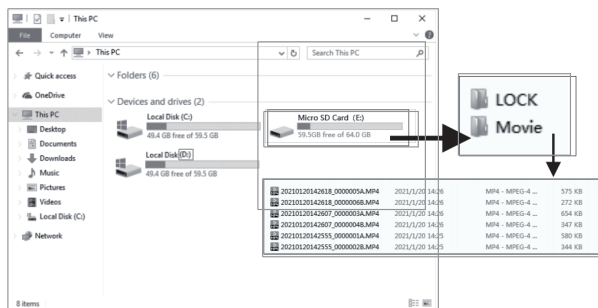 This PC
File Computer View
This PC
Search This PC
Quick access
OneDrive
This PC
Desktop
Documents
Downloads
Music
Pictures
Videos
Local Disk (C:)
Network
Folders (6)
Devices and drives (2)
Local Disk (C:)
49.4 GB free of 59.5 GB
Local Disk (D:)
49.4 GB free of 59.5 GB
Micro SD Card (E:)
59.5GB free of 64.0 GB
LOCK
Movie
20210120142618_0000005A.MP4 2021/1/20 14:26 MP4 - MPEG-4 ... 575 KB
20210120142618_0000006B.MP4 2021/1/20 14:26 MP4 - MPEG-4 ... 272 KB
20210120142607_0000003A.MP4 2021/1/20 14:26 MP4 - MPEG-4 ... 654 KB
20210120142607_0000004B.MP4 2021/1/20 14:26 MP4 - MPEG-4 ... 347 KB
20210120142555_0000001A.MP4 2021/1/20 14:25 MP4 - MPEG-4 ... 580 KB
20210120142555_0000002B.MP4 2021/1/20 14:25 MP4 - MPEG-4 ... 344 KB
8 items